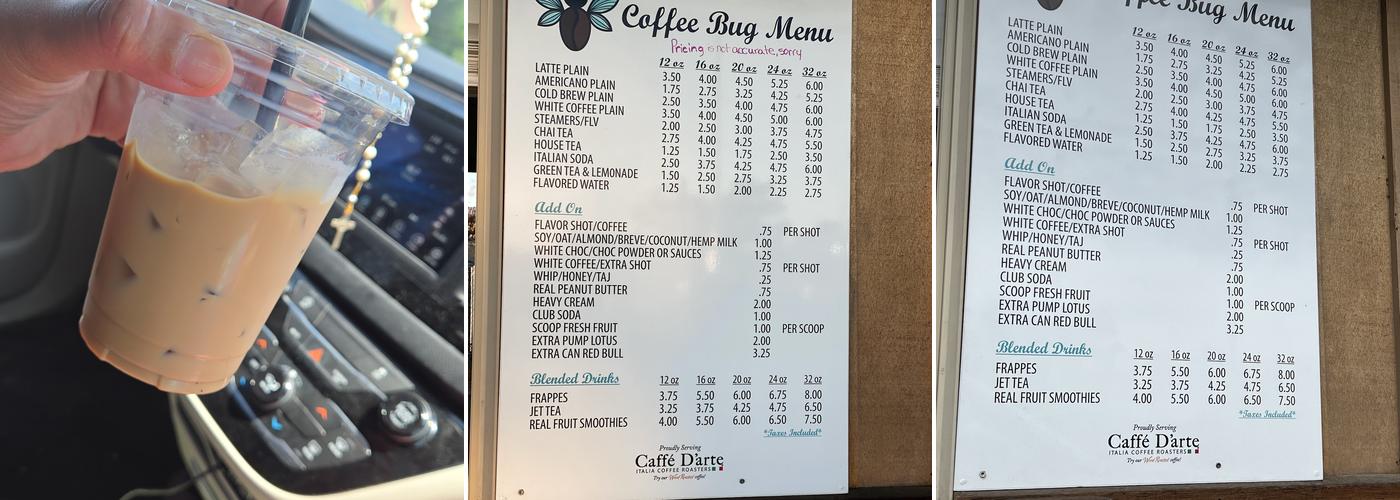 Coffee Bug Menu
Pricing is not accurate, sorry
12 oz 16 oz 20 oz 24 oz 32 oz
LATTE PLAIN 3.50 4.00 4.50 5.25 6.00
AMERICANO PLAIN 1.75 2.75 3.25 4.25 5.25
COLD BREW PLAIN 2.50 3.50 4.00 4.75 6.00
WHITE COFFEE PLAIN 3.50 4.00 4.50 5.00 6.00
STEAMERS/FLV 2.00 2.50 3.00 3.75 4.75
CHAI TEA 2.75 4.00 4.25 4.75 5.50
HOUSE TEA 1.25 1.50 1.75 2.50 3.50
ITALIAN SODA 2.50 3.75 4.25 4.75 6.00
GREEN TEA & LEMONADE 1.50 2.50 2.75 3.25 3.75
FLAVORED WATER 1.25 1.50 2.00 2.25 2.75
Add On
FLAVOR SHOT/COFFEE .75 PER SHOT
SOY/OAT/ALMOND/BREVE/COCONUT/HEMP MILK 1.00
WHITE CHOC/CHOC POWDER OR SAUCES 1.25
WHITE COFFEE/EXTRA SHOT .75 PER SHOT
WHIP/HONEY/TAJ .25
REAL PEANUT BUTTER .75
HEAVY CREAM 2.00
CLUB SODA 1.00
SCOOP FRESH FRUIT 1.00 PER SCOOP
EXTRA PUMP LOTUS 2.00
EXTRA CAN RED BULL 3.25
Blended Drinks 12 oz 16 oz 20 oz 24 oz 32 oz
FRAPPES 3.75 5.50 6.00 6.75 8.00
JET TEA 3.25 3.75 4.25 4.75 6.50
REAL FRUIT SMOOTHIES 4.00 5.50 6.00 6.50 7.50
*Taxes Included*
Proudly Serving
Caffé D'arte
ITALIA COFFEE ROASTERS
Try our Wood Roasted coffee!
Coffee Bug Menu
12 oz 16 oz 20 oz 24 oz 32 oz
LATTE PLAIN 3.50 4.00 4.50 5.25 6.00
AMERICANO PLAIN 1.75 2.75 3.25 4.25 5.25
COLD BREW PLAIN 2.50 3.50 4.00 4.75 6.00
WHITE COFFEE PLAIN 3.50 4.00 4.50 5.00 6.00
STEAMERS/FLV 2.00 2.50 3.00 3.75 4.75
CHAI TEA 2.75 4.00 4.25 4.75 5.50
HOUSE TEA 1.25 1.50 1.75 2.50 3.50
ITALIAN SODA 2.50 3.75 4.25 4.75 6.00
GREEN TEA & LEMONADE 1.50 2.50 2.75 3.25 3.75
FLAVORED WATER 1.25 1.50 2.00 2.25 2.75
Add On
FLAVOR SHOT/COFFEE .75 PER SHOT
SOY/OAT/ALMOND/BREVE/COCONUT/HEMP MILK 1.00
WHITE CHOC/CHOC POWDER OR SAUCES 1.25
WHITE COFFEE/EXTRA SHOT .75 PER SHOT
WHIP/HONEY/TAJ .25
REAL PEANUT BUTTER .75
HEAVY CREAM 2.00
CLUB SODA 1.00
SCOOP FRESH FRUIT 1.00 PER SCOOP
EXTRA PUMP LOTUS 2.00
EXTRA CAN RED BULL 3.25
Blended Drinks 12 oz 16 oz 20 oz 24 oz 32 oz
FRAPPES 3.75 5.50 6.00 6.75 8.00
JET TEA 3.25 3.75 4.25 4.75 6.50
REAL FRUIT SMOOTHIES 4.00 5.50 6.00 6.50 7.50
*Taxes Included*
Proudly Serving
Caffé D'arte
ITALIA COFFEE ROASTERS
Try our Wood Roasted coffee!